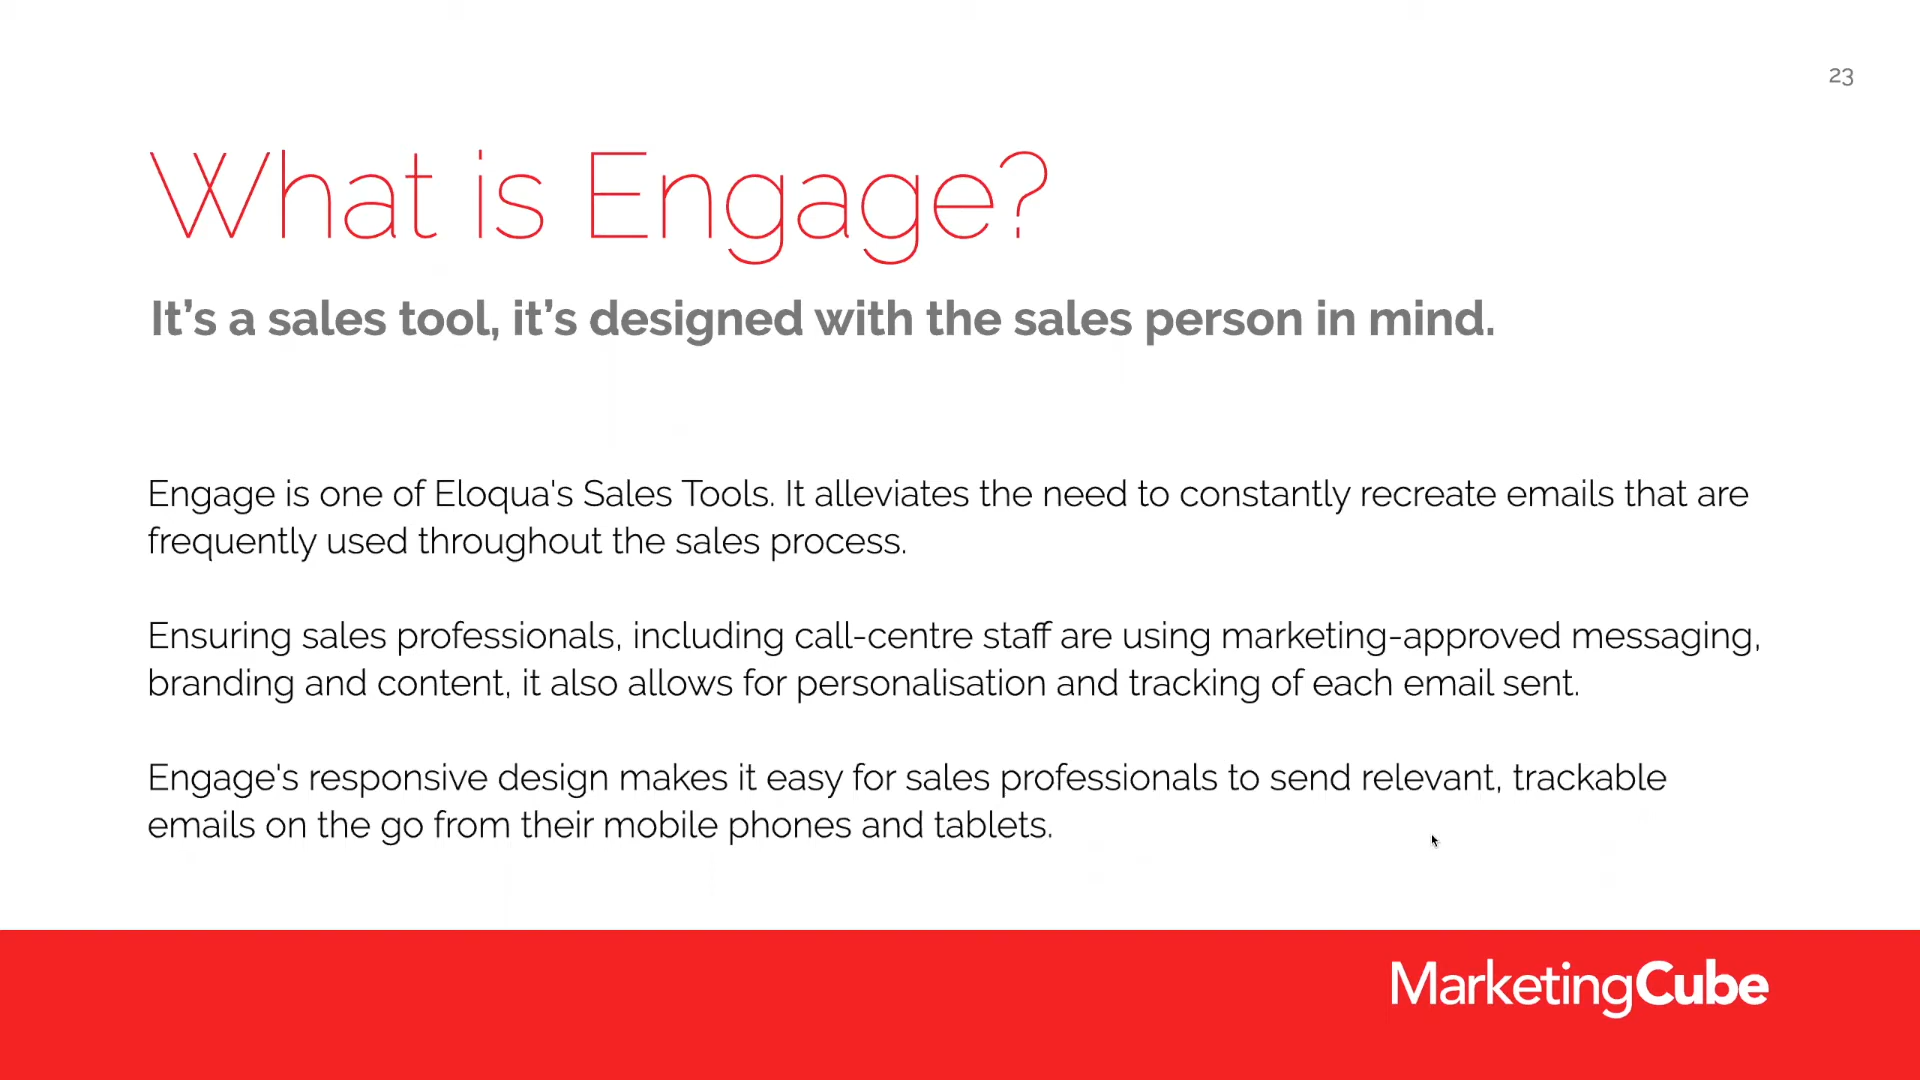 23
What is Engage?
It’s a sales tool, it’s designed with the sales person in mind.
Engage is one of Eloqua's Sales Tools. It alleviates the need to constantly recreate emails that are
frequently used throughout the sales process.
Ensuring sales professionals, including call-centre staff are using marketing-approved messaging,
branding and content, it also allows for personalisation and tracking of each email sent.
Engage's responsive design makes it easy for sales professionals to send relevant, trackable
emails on the go from their mobile phones and tablets.
MarketingCube